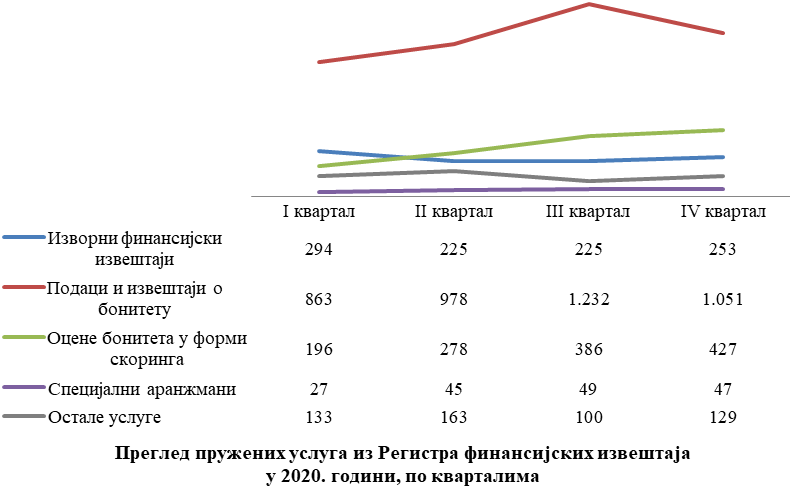 I квартал II квартал III квартал IV квартал
Изворни финансијски
извештаји 294 225 225 253
Подаци и извештаји о
бонитету 863 978 1.232 1.051
Оцене бонитета у форми
скоринга 196 278 386 427
Специјални аранжмани 27 45 49 47
Остале услуге 133 163 100 129
Преглед пружених услуга из Регистра финансијских извештаја
у 2020. години, по кварталима